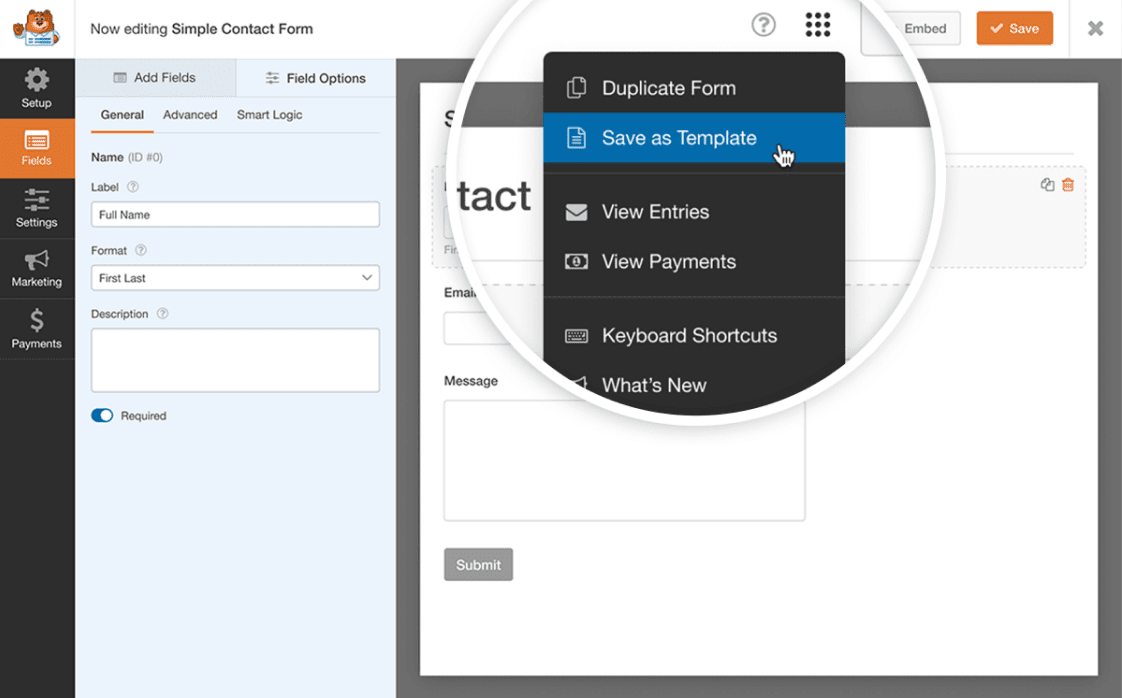 Now editing Simple Contact Form
Embed
Save
Setup
Fields
Settings
Marketing
Payments
Add Fields
Field Options
General
Advanced
Smart Logic
Name (ID #0)
Label
Full Name
Format
First Last
Description
Required
tact
Duplicate Form
Save as Template
View Entries
View Payments
Keyboard Shortcuts
What's New
Email
Message
Submit